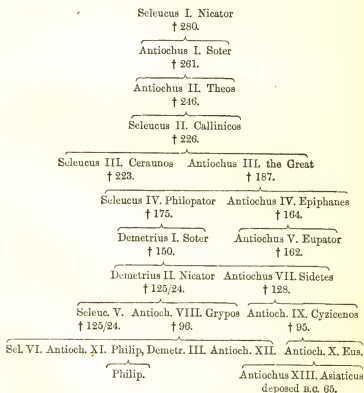 Seleucus I. Nicator
† 280.
Antiochus I. Soter
† 261.
Antiochus II. Theos
† 246.
Seleucus II. Callinicos
† 226.
Seleucus III. Ceraunos Antiochus III. the Great
† 223. † 187.
Seleucus IV. Philopator Antiochus IV. Epiphanes
† 175. † 164.
Demetrius I. Soter Antiochus V. Eupator
† 150. † 162.
Demetrius II. Nicator Antiochus VII. Sidetes
† 125/24. † 128.
Seleuc. V. Antioch. VIII. Grypos Antioch. IX. Cyzicenos
† 125/24. † 96. † 95.
Sel. VI. Antioch. XI. Philip, Demetr. III. Antioch. XII. Antioch. X. Eus.
Philip. Antiochus XIII. Asiaticus
deposed B.C. 65.